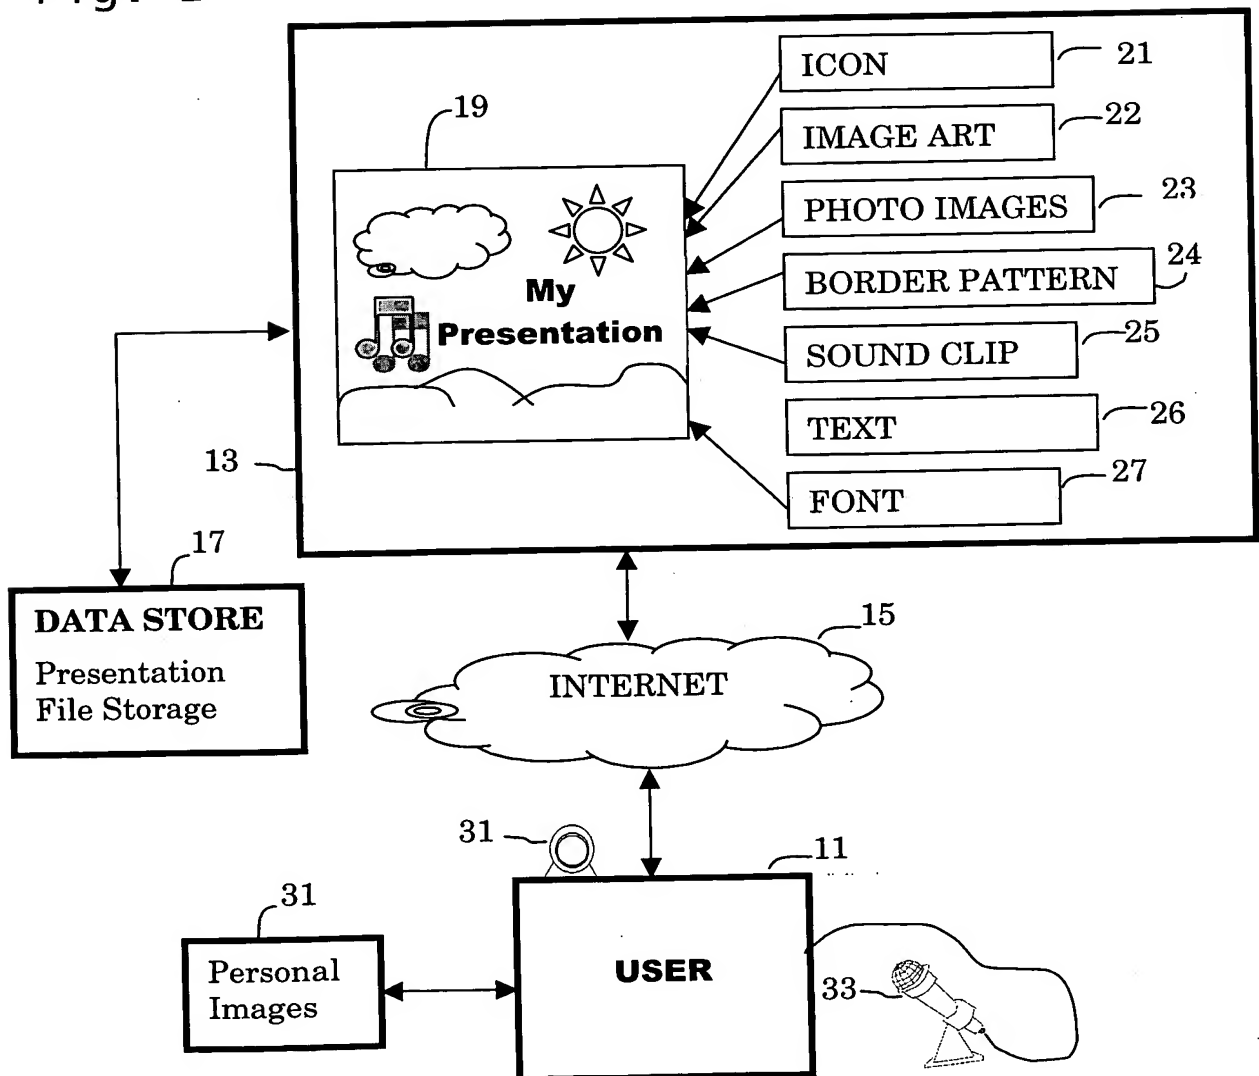 ICON
21
IMAGE ART
22
19
PHOTO IMAGES
23
BORDER PATTERN
24
My
Presentation
SOUND CLIP
25
TEXT
26
13
FONT
27
17
DATA STORE
Presentation
File Storage
15
INTERNET
31
11
31
Personal
Images
USER
33